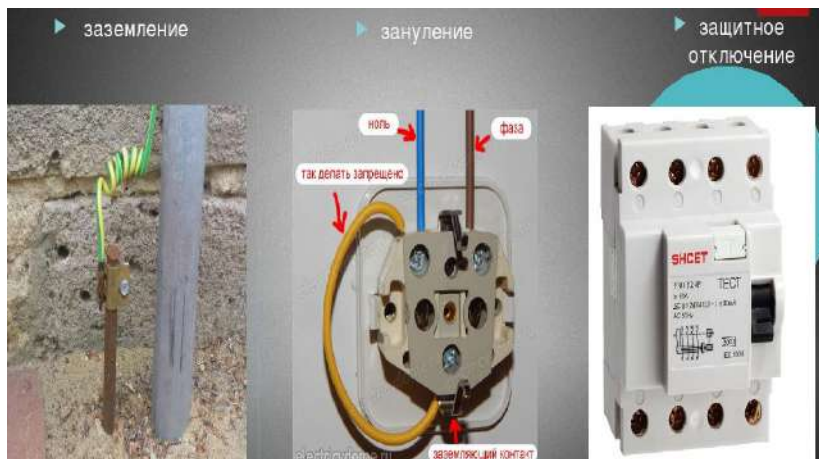 заземление
зануление
защитное
отключение
ноль
фаза
так делать запрещено
заземляющий контакт
SHCET
ТЕСТ